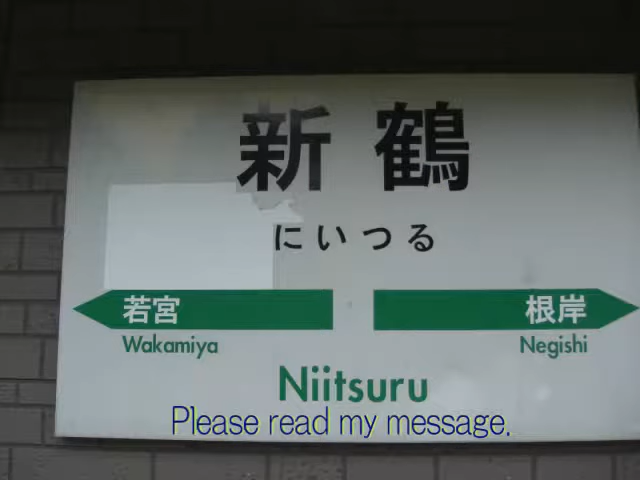 新鶴
にいつる
若宮 根岸
Wakamiya Negishi
Niitsuru
Please read my message.